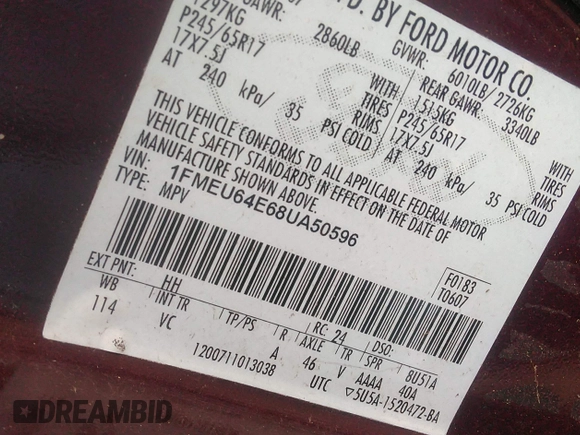 D. BY FORD MOTOR CO.
GAWR: 2860LB GVWR: 6010LB/ 2726KG
1297KG WITH REAR GAWR: 3340LB
P245/65R17 TIRES 1515KG WITH
17X7.5J RIMS P245/65R17 TIRES
AT 240 kPa/ 35 PSI COLD 17X7.5J RIMS
AT 240 kPa/ 35 PSI COLD
THIS VEHICLE CONFORMS TO ALL APPLICABLE FEDERAL MOTOR
VEHICLE SAFETY STANDARDS IN EFFECT ON THE DATE OF
MANUFACTURE SHOWN ABOVE.
VIN: 1FMEU64E68UA50596
TYPE: MPV
F0183
T0607
EXT PNT: HH RC: 24 DSO:
WB INT TR TP/PS R AXLE TR SPR BU51A
114 VC A 46 V AAAA 40A
1200711013038 UTC ▽5U5A-1520472-BA
DREAMBID